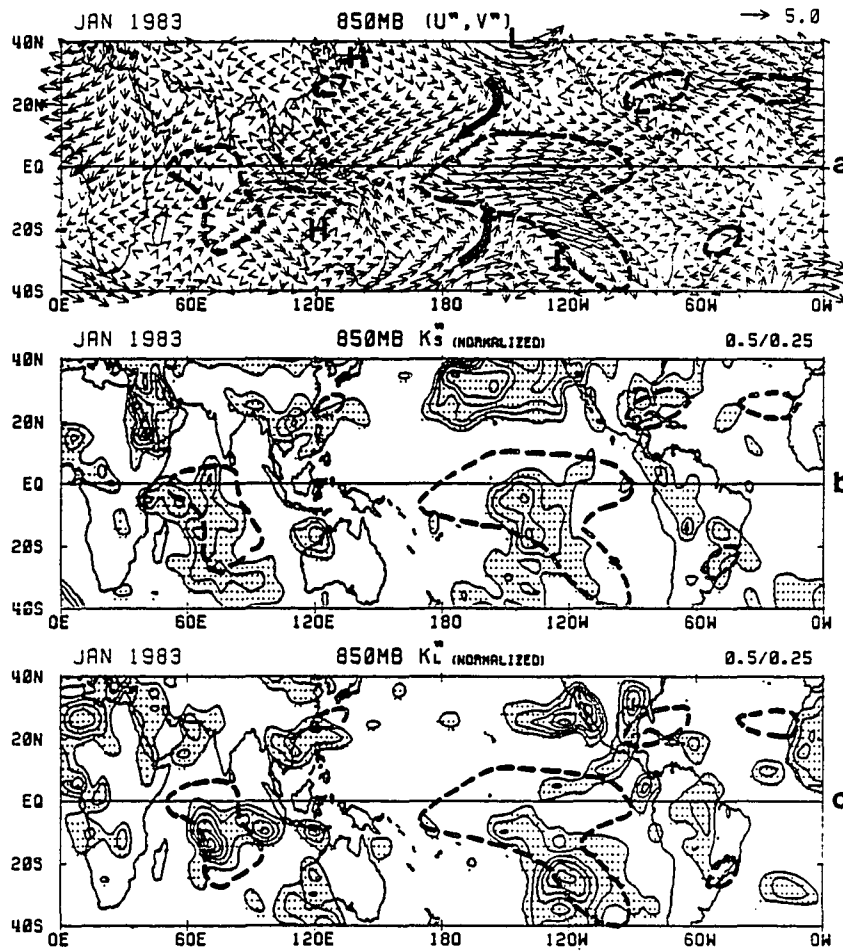 JAN 1983 850MB (U", V") → 5.0
40N
20N
EQ
20S
40S
H
L
H
L
L
a
0E 60E 120E 180 120W 60W 0W
JAN 1983 850MB K"S (NORMALIZED) 0.5/0.25
40N
20N
EQ
20S
40S
b
0E 60E 120E 180 120W 60W 0W
JAN 1983 850MB K"L (NORMALIZED) 0.5/0.25
40N
20N
EQ
20S
40S
c
0E 60E 120E 180 120W 60W 0W